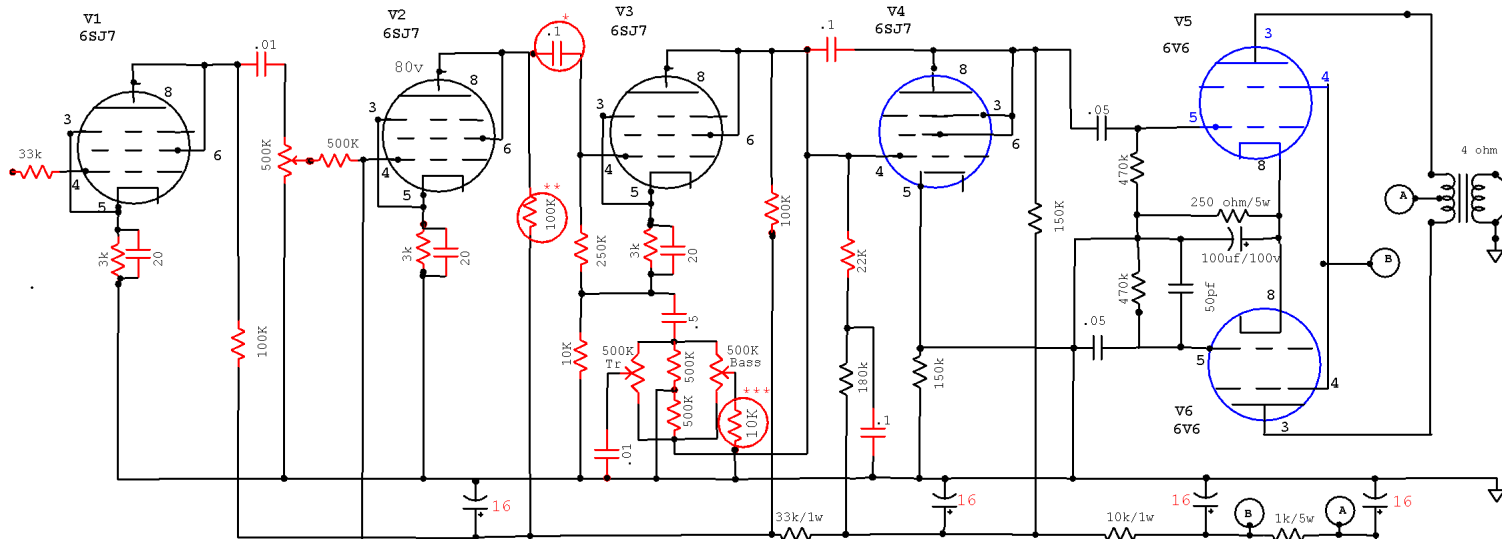 V1
6SJ7
V2
6SJ7
V3
6SJ7
V4
6SJ7
V5
6V6
*
.1
.1
.01
80v
8
8
8
8
3
3
3
3
3
4
6
6
6
6
33k
4
500K
500K
4
4
4
5
5
5
5
5
8
.05
470k
4 ohm
**
100K
100K
150K
250 ohm/5w
A
3k
20
3k
20
250K
3k
20
22K
100uf/100v
B
470k
50pf
8
.5
.05
5
100K
10K
500K
Tr
500K
500K
Bass
500K
***
10K
180k
150k
4
V6
6V6
3
.01
.1
16
16
16
16
33k/1w
10k/1w
B
1k/5w
A